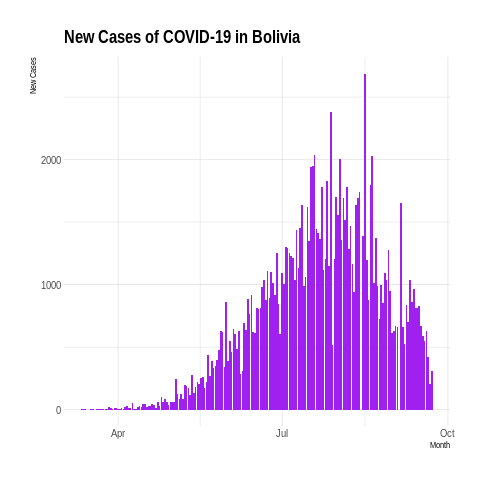 New Cases of COVID-19 in Bolivia
New Cases
2000
1000
0
Apr
Jul
Oct
Month